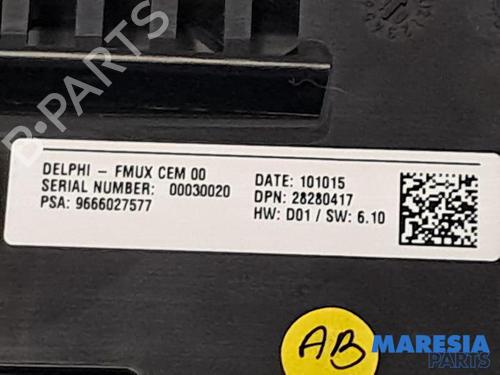 B-PARTS
DELPHI - FMUX CEM 00
SERIAL NUMBER: 00030020
PSA: 9666027577
DATE: 101015
DPN: 28280417
HW: D01 / SW: 6.10
AB
MARESIA
PARTS